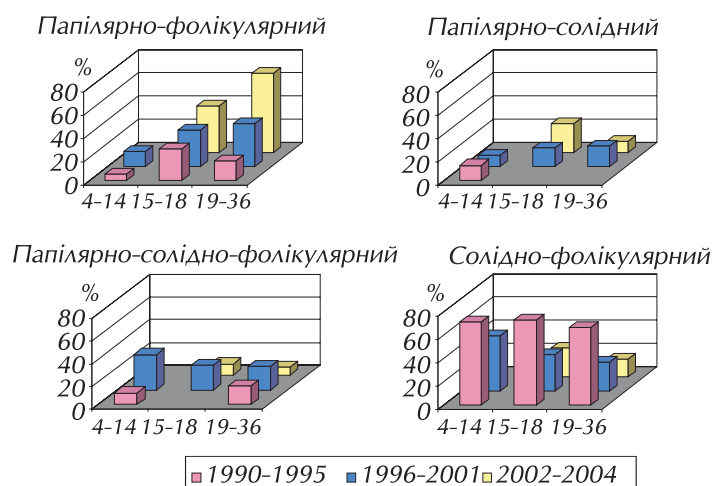 Папілярно-фолікулярний
%
80
60
40
20
0
4-14 15-18 19-36
Папілярно-солідний
%
80
60
40
20
0
4-14 15-18 19-36
Папілярно-солідно-фолікулярний
%
80
60
40
20
0
4-14 15-18 19-36
Солідно-фолікулярний
%
80
60
40
20
0
4-14 15-18 19-36
1990-1995 1996-2001 2002-2004